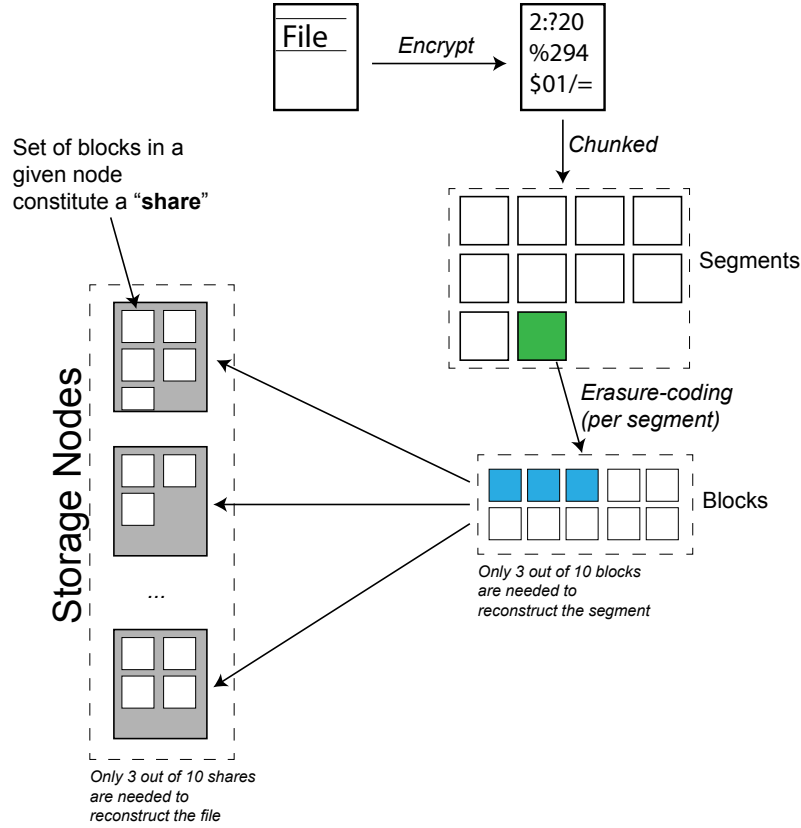 File
Encrypt
2:?20
%294
$01/=
Chunked
Set of blocks in a
given node
constitute a “share”
Segments
Erasure-coding
(per segment)
Storage Nodes
Blocks
Only 3 out of 10 blocks
are needed to
reconstruct the segment
...
Only 3 out of 10 shares
are needed to
reconstruct the file